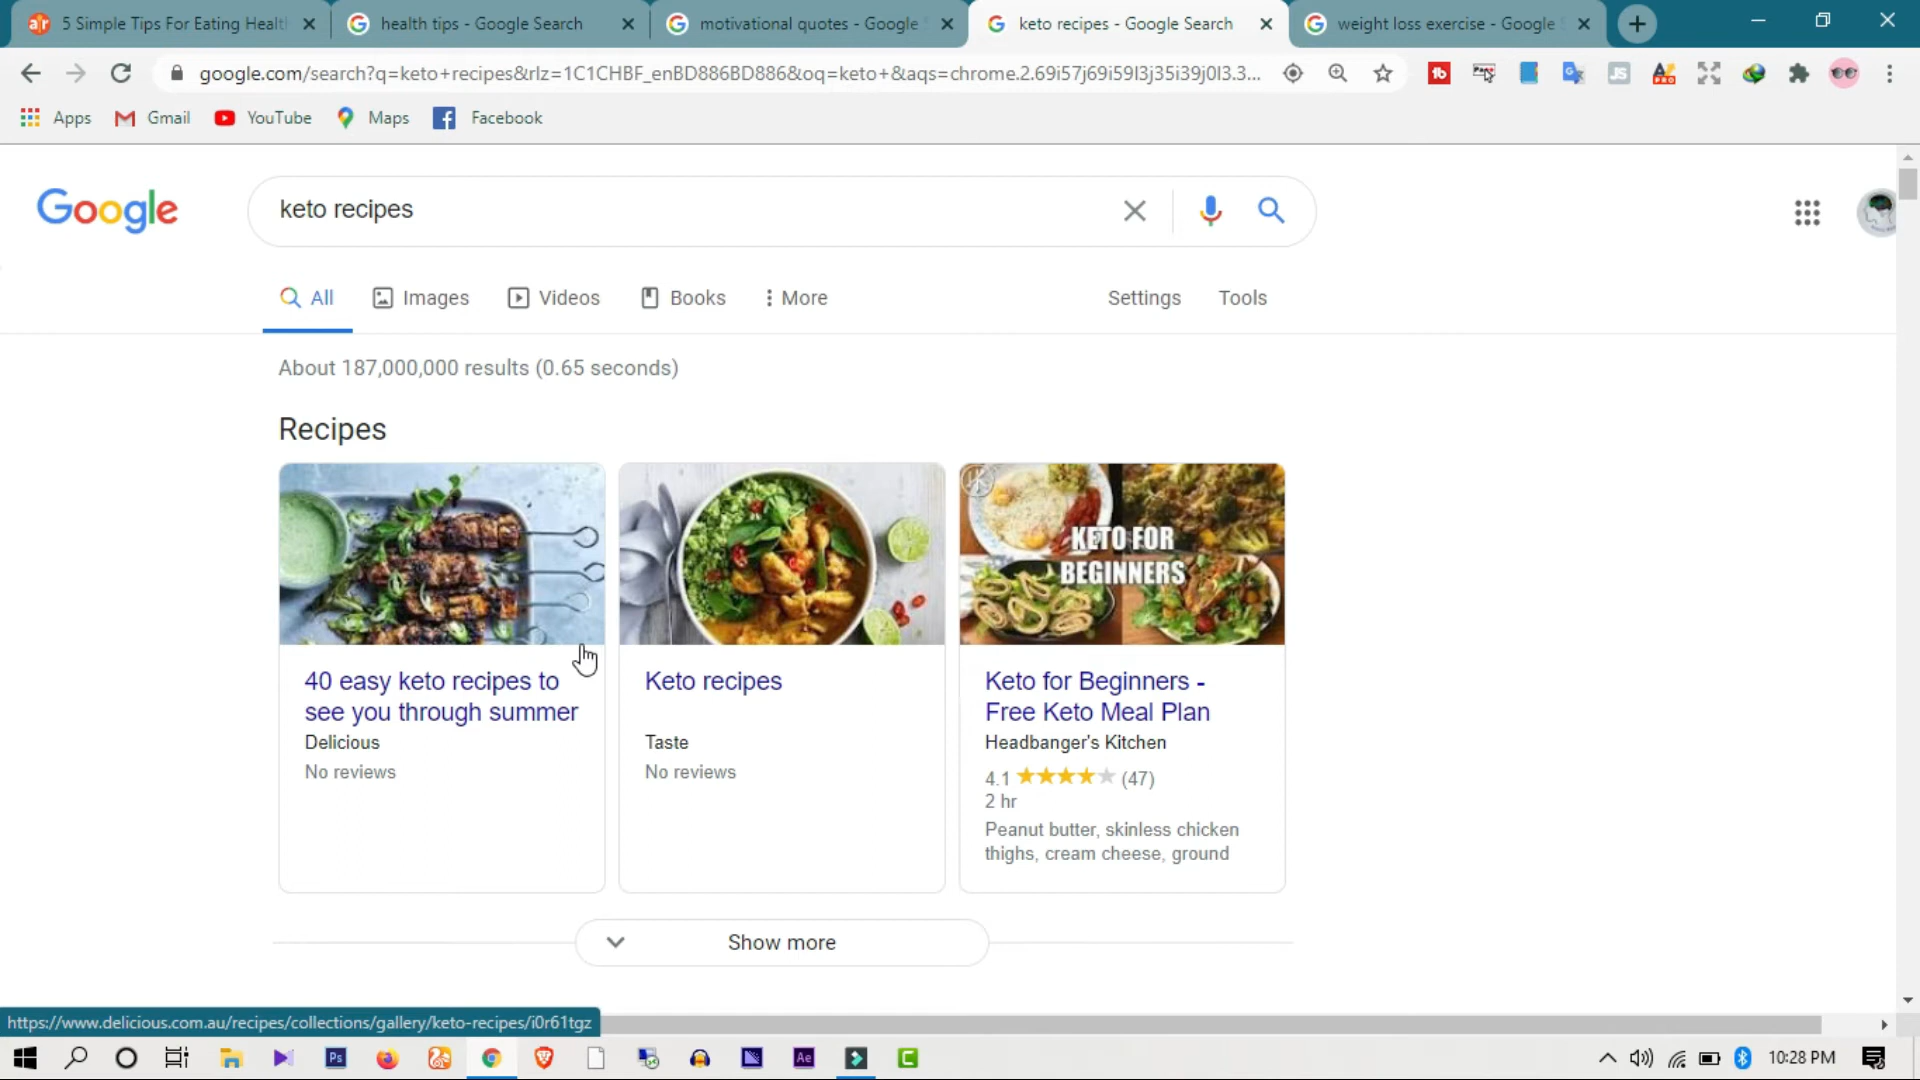 5 Simple Tips For Eating Healt
health tips - Google Search
motivational quotes - Google S
keto recipes - Google Search
weight loss exercise - Google S
google.com/search?q=keto+recipes&rlz=1C1CHBF_enBD886BD886&oq=keto+&aqs=chrome.2.69i57j69i59l3j35i39j0l3.3...
Apps
Gmail
YouTube
Maps
Facebook
Google
keto recipes
All
Images
Videos
Books
More
Settings
Tools
About 187,000,000 results (0.65 seconds)
Recipes
KETO FOR
BEGINNERS
40 easy keto recipes to
see you through summer
Delicious
No reviews
Keto recipes
Taste
No reviews
Keto for Beginners -
Free Keto Meal Plan
Headbanger's Kitchen
4.1 (47)
2 hr
Peanut butter, skinless chicken
thighs, cream cheese, ground
Show more
https://www.delicious.com.au/recipes/collections/gallery/keto-recipes/i0r61tgz
Ps
Ae
C
10:28 PM